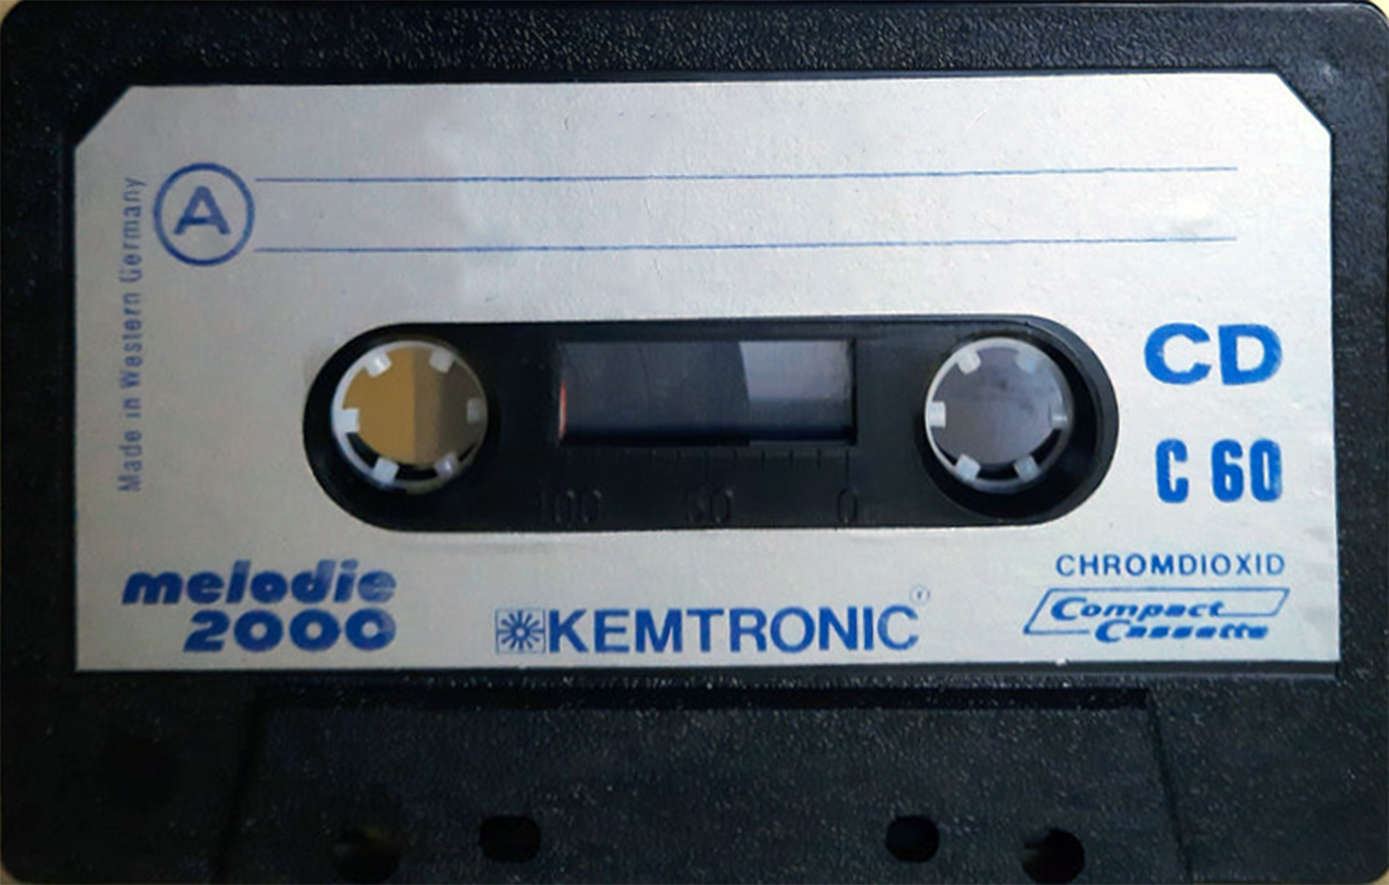 A
Made in Western Germany
CD
C 60
100 50 0
melodie
2000
KEMTRONIC
CHROMDIOXID
Compact
Cassette